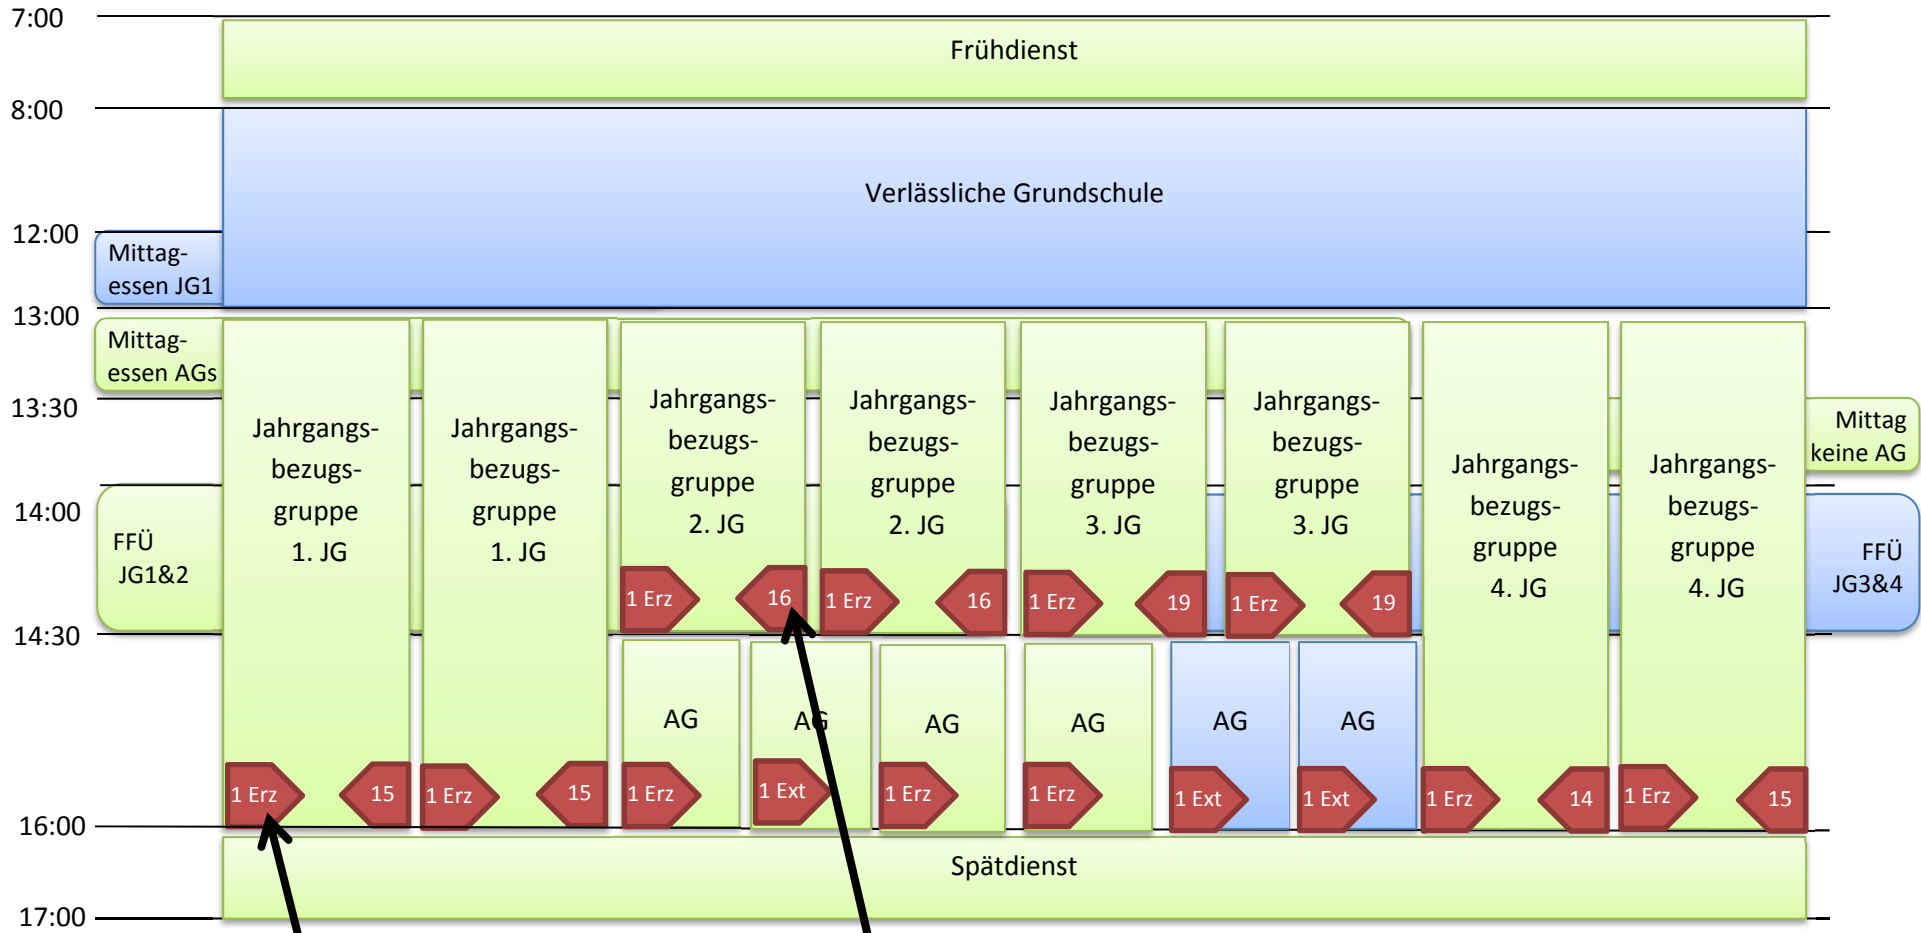 7:00
Frühdienst
8:00
Verlässliche Grundschule
12:00
Mittag-
essen JG1
13:00
Mittag-
essen AGs
13:30
Mittag
keine AG
Jahrgangs-
bezugs-
gruppe
1. JG
Jahrgangs-
bezugs-
gruppe
1. JG
Jahrgangs-
bezugs-
gruppe
2. JG
Jahrgangs-
bezugs-
gruppe
2. JG
Jahrgangs-
bezugs-
gruppe
3. JG
Jahrgangs-
bezugs-
gruppe
3. JG
Jahrgangs-
bezugs-
gruppe
4. JG
Jahrgangs-
bezugs-
gruppe
4. JG
14:00
FFÜ
JG1&2
FFÜ
JG3&4
1 Erz
16
1 Erz
16
1 Erz
19
1 Erz
19
14:30
AG
AG
AG
AG
AG
AG
1 Erz
15
1 Erz
15
1 Erz
1 Ext
1 Erz
1 Erz
1 Ext
1 Ext
1 Erz
14
1 Erz
15
16:00
Spätdienst
17:00